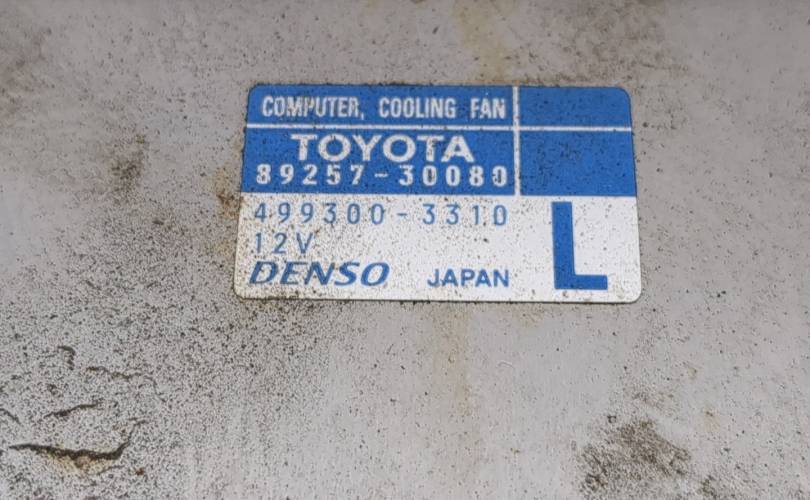 COMPUTER, COOLING FAN
TOYOTA
89257-30080
499300-3310
12V
DENSO JAPAN
L